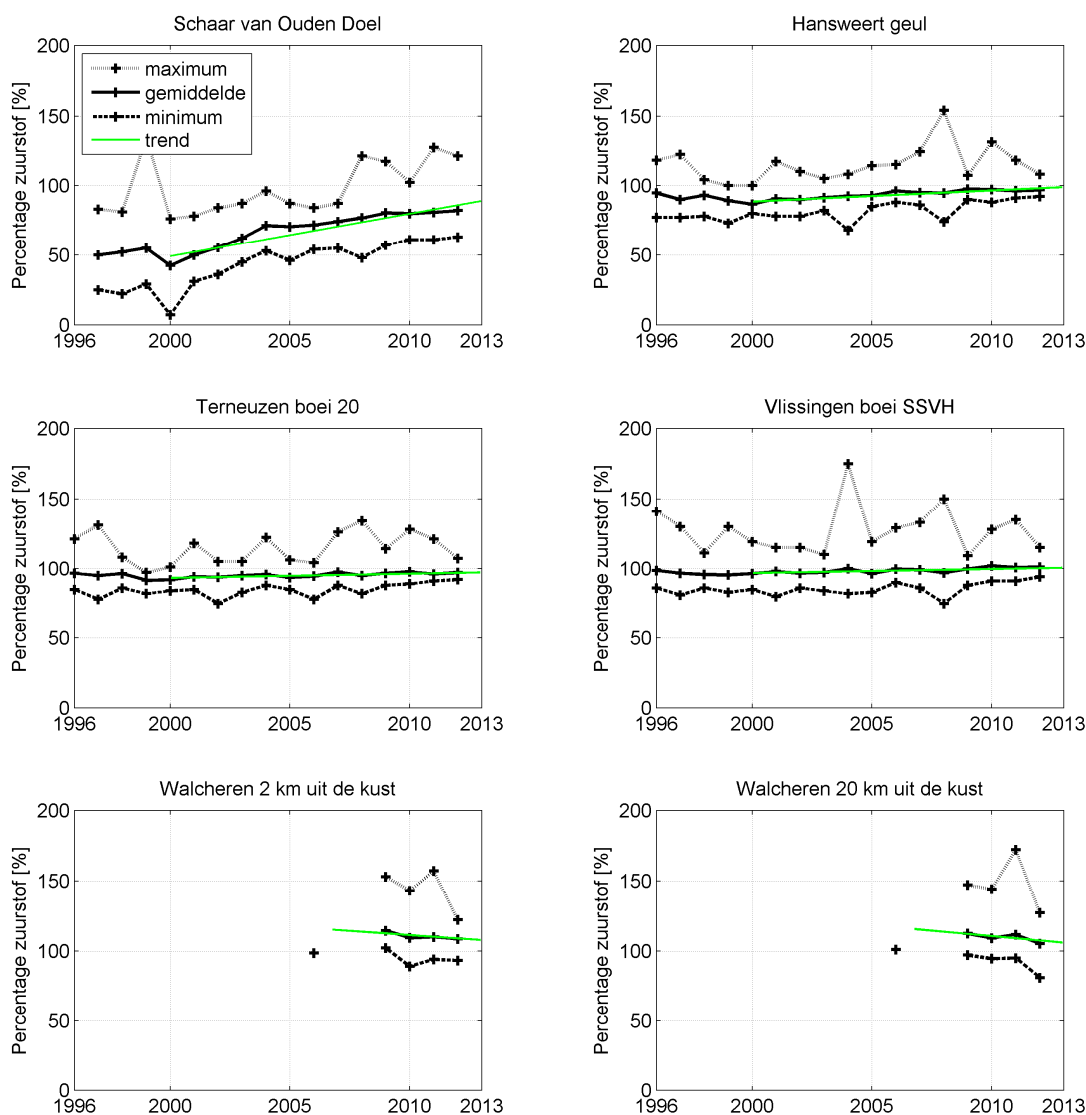 Schaar van Ouden Doel
Percentage zuurstof [%]
200
150
100
50
0
1996 2000 2005 2010 2013
maximum
gemiddelde
minimum
trend
Hansweert geul
Percentage zuurstof [%]
200
150
100
50
0
1996 2000 2005 2010 2013
Terneuzen boei 20
Percentage zuurstof [%]
200
150
100
50
0
1996 2000 2005 2010 2013
Vlissingen boei SSVH
Percentage zuurstof [%]
200
150
100
50
0
1996 2000 2005 2010 2013
Walcheren 2 km uit de kust
Percentage zuurstof [%]
200
150
100
50
0
1996 2000 2005 2010 2013
Walcheren 20 km uit de kust
Percentage zuurstof [%]
200
150
100
50
0
1996 2000 2005 2010 2013